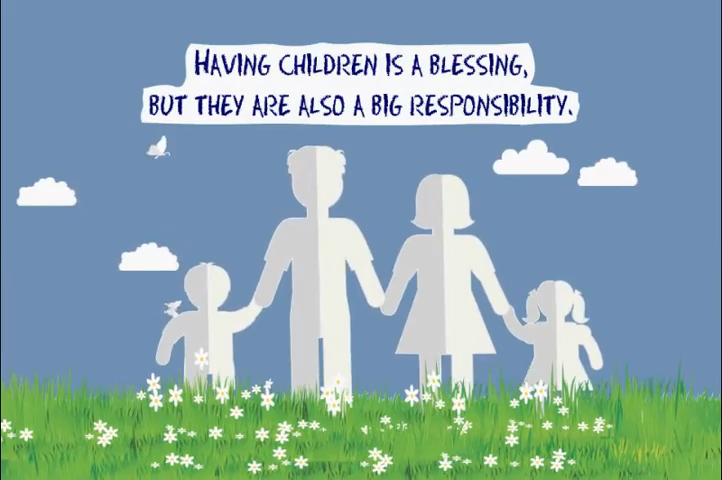 HAVING CHILDREN IS A BLESSING,
BUT THEY ARE ALSO A BIG RESPONSIBILITY.